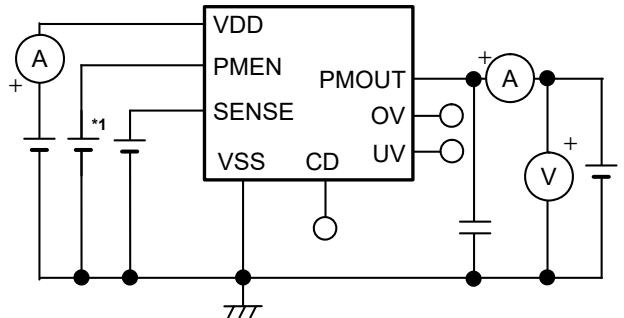 VDD
A
+
PMEN
*1
SENSE
PMOUT
+
A
OV
UV
VSS
CD
+
V